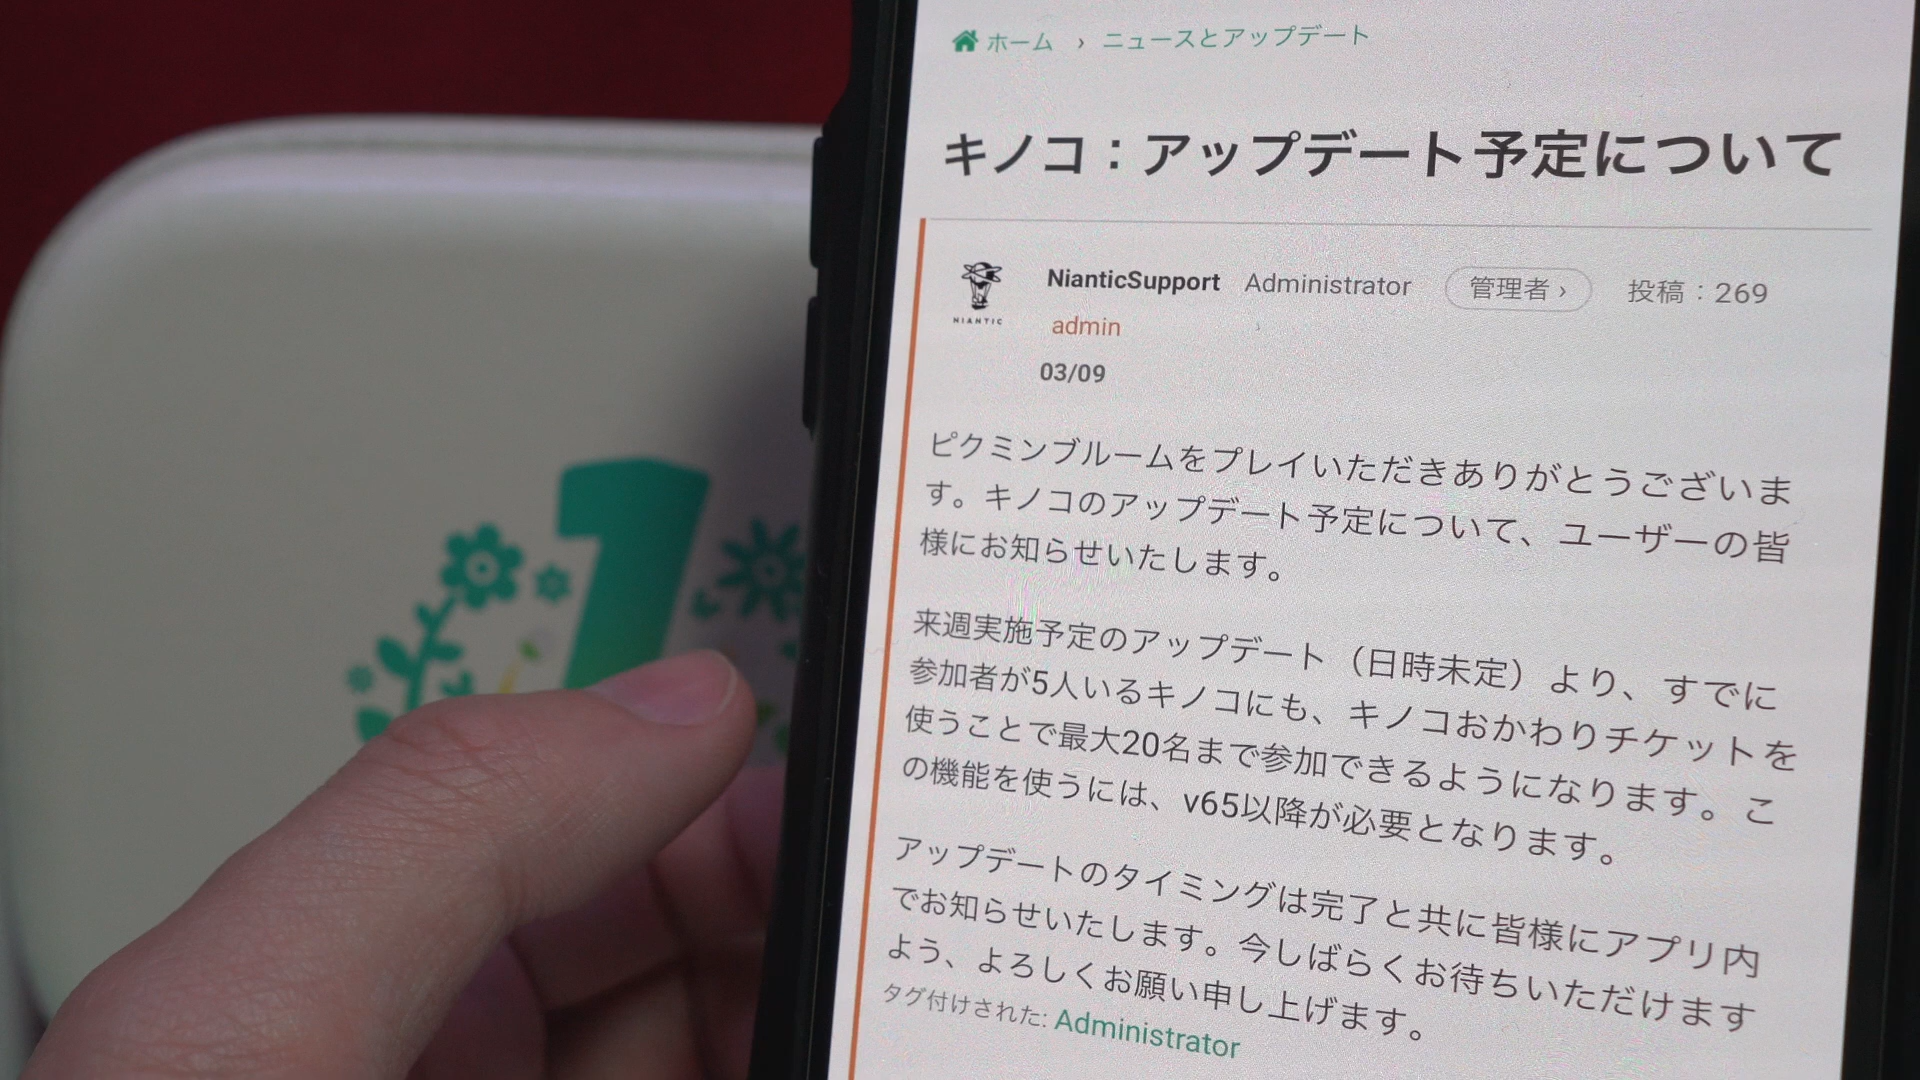 ホーム › ニュースとアップデート
キノコ：アップデート予定について
NianticSupport Administrator 管理者 › 投稿：269
NIANTIC
admin
03/09
ピクミンブルームをプレイいただきありがとうございま
す。キノコのアップデート予定について、ユーザーの皆
様にお知らせいたします。
来週実施予定のアップデート（日時未定）より、すでに
参加者が5人いるキノコにも、キノコおかわりチケットを
使うことで最大20名まで参加できるようになります。こ
の機能を使うには、v65以降が必要となります。
アップデートのタイミングは完了と共に皆様にアプリ内
でお知らせいたします。今しばらくお待ちいただけます
よう、よろしくお願い申し上げます。
タグ付けされた: Administrator
1